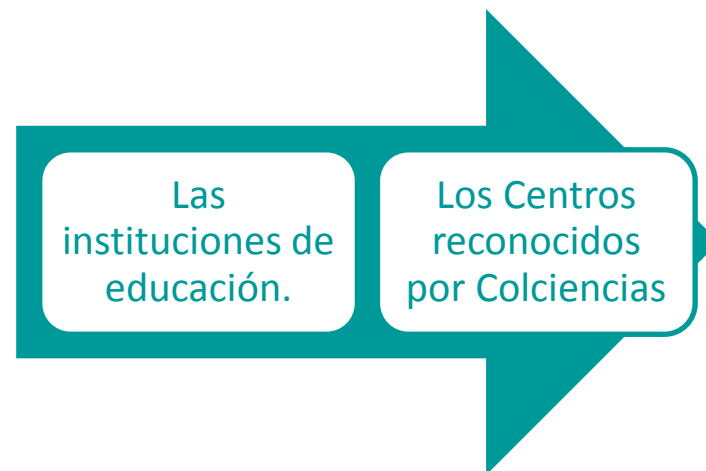 Las
instituciones de
educación.
Los Centros
reconocidos
por Colciencias